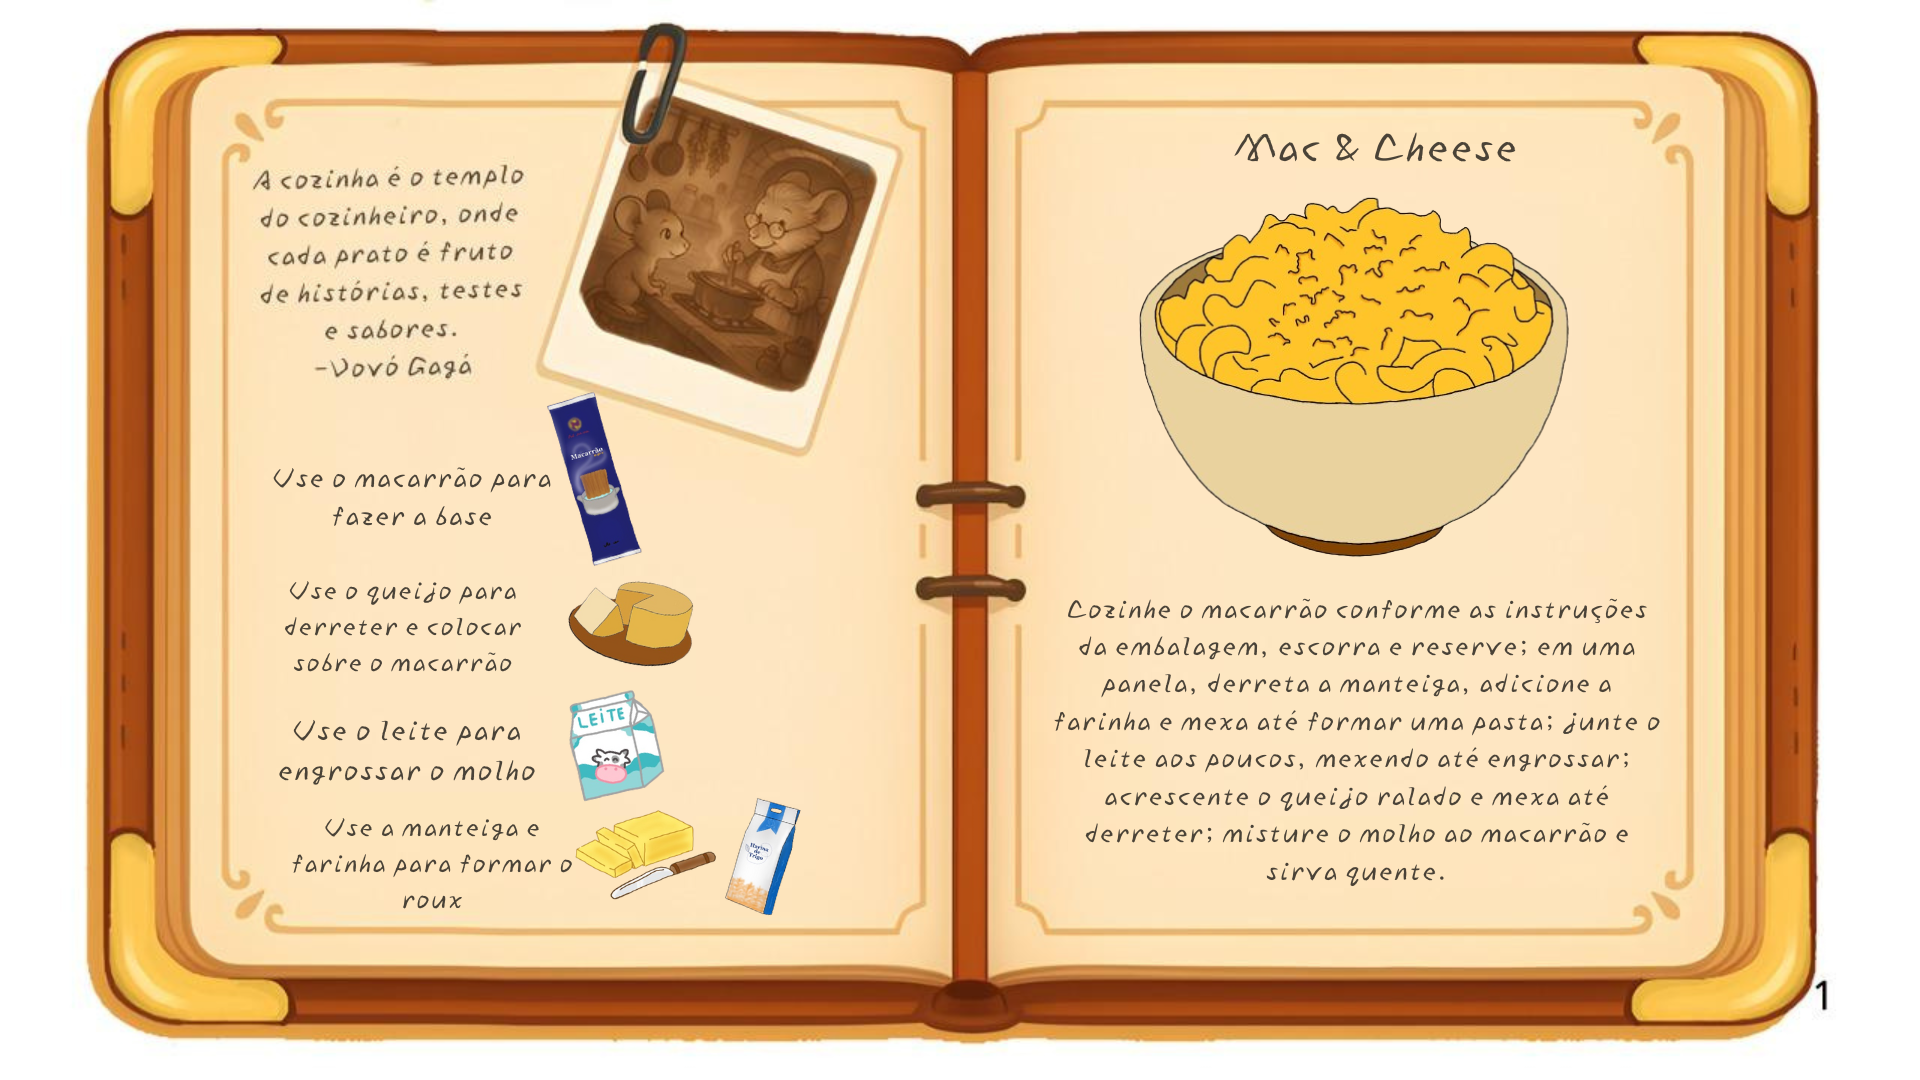 A cozinha é o templo
do cozinheiro, onde
cada prato é fruto
de histórias, testes
e sabores.
-Vovó Gagá
Macarrão
Use o macarrão para
fazer a base
Use o queijo para
derreter e colocar
sobre o macarrão
LEITE
Use o leite para
engrossar o molho
Use a manteiga e
farinha para formar o
roux
Mac & Cheese
Cozinhe o macarrão conforme as instruções
da embalagem, escorra e reserve; em uma
panela, derreta a manteiga, adicione a
farinha e mexa até formar uma pasta; junte o
leite aos poucos, mexendo até engrossar;
acrescente o queijo ralado e mexa até
derreter; misture o molho ao macarrão e
sirva quente.
1